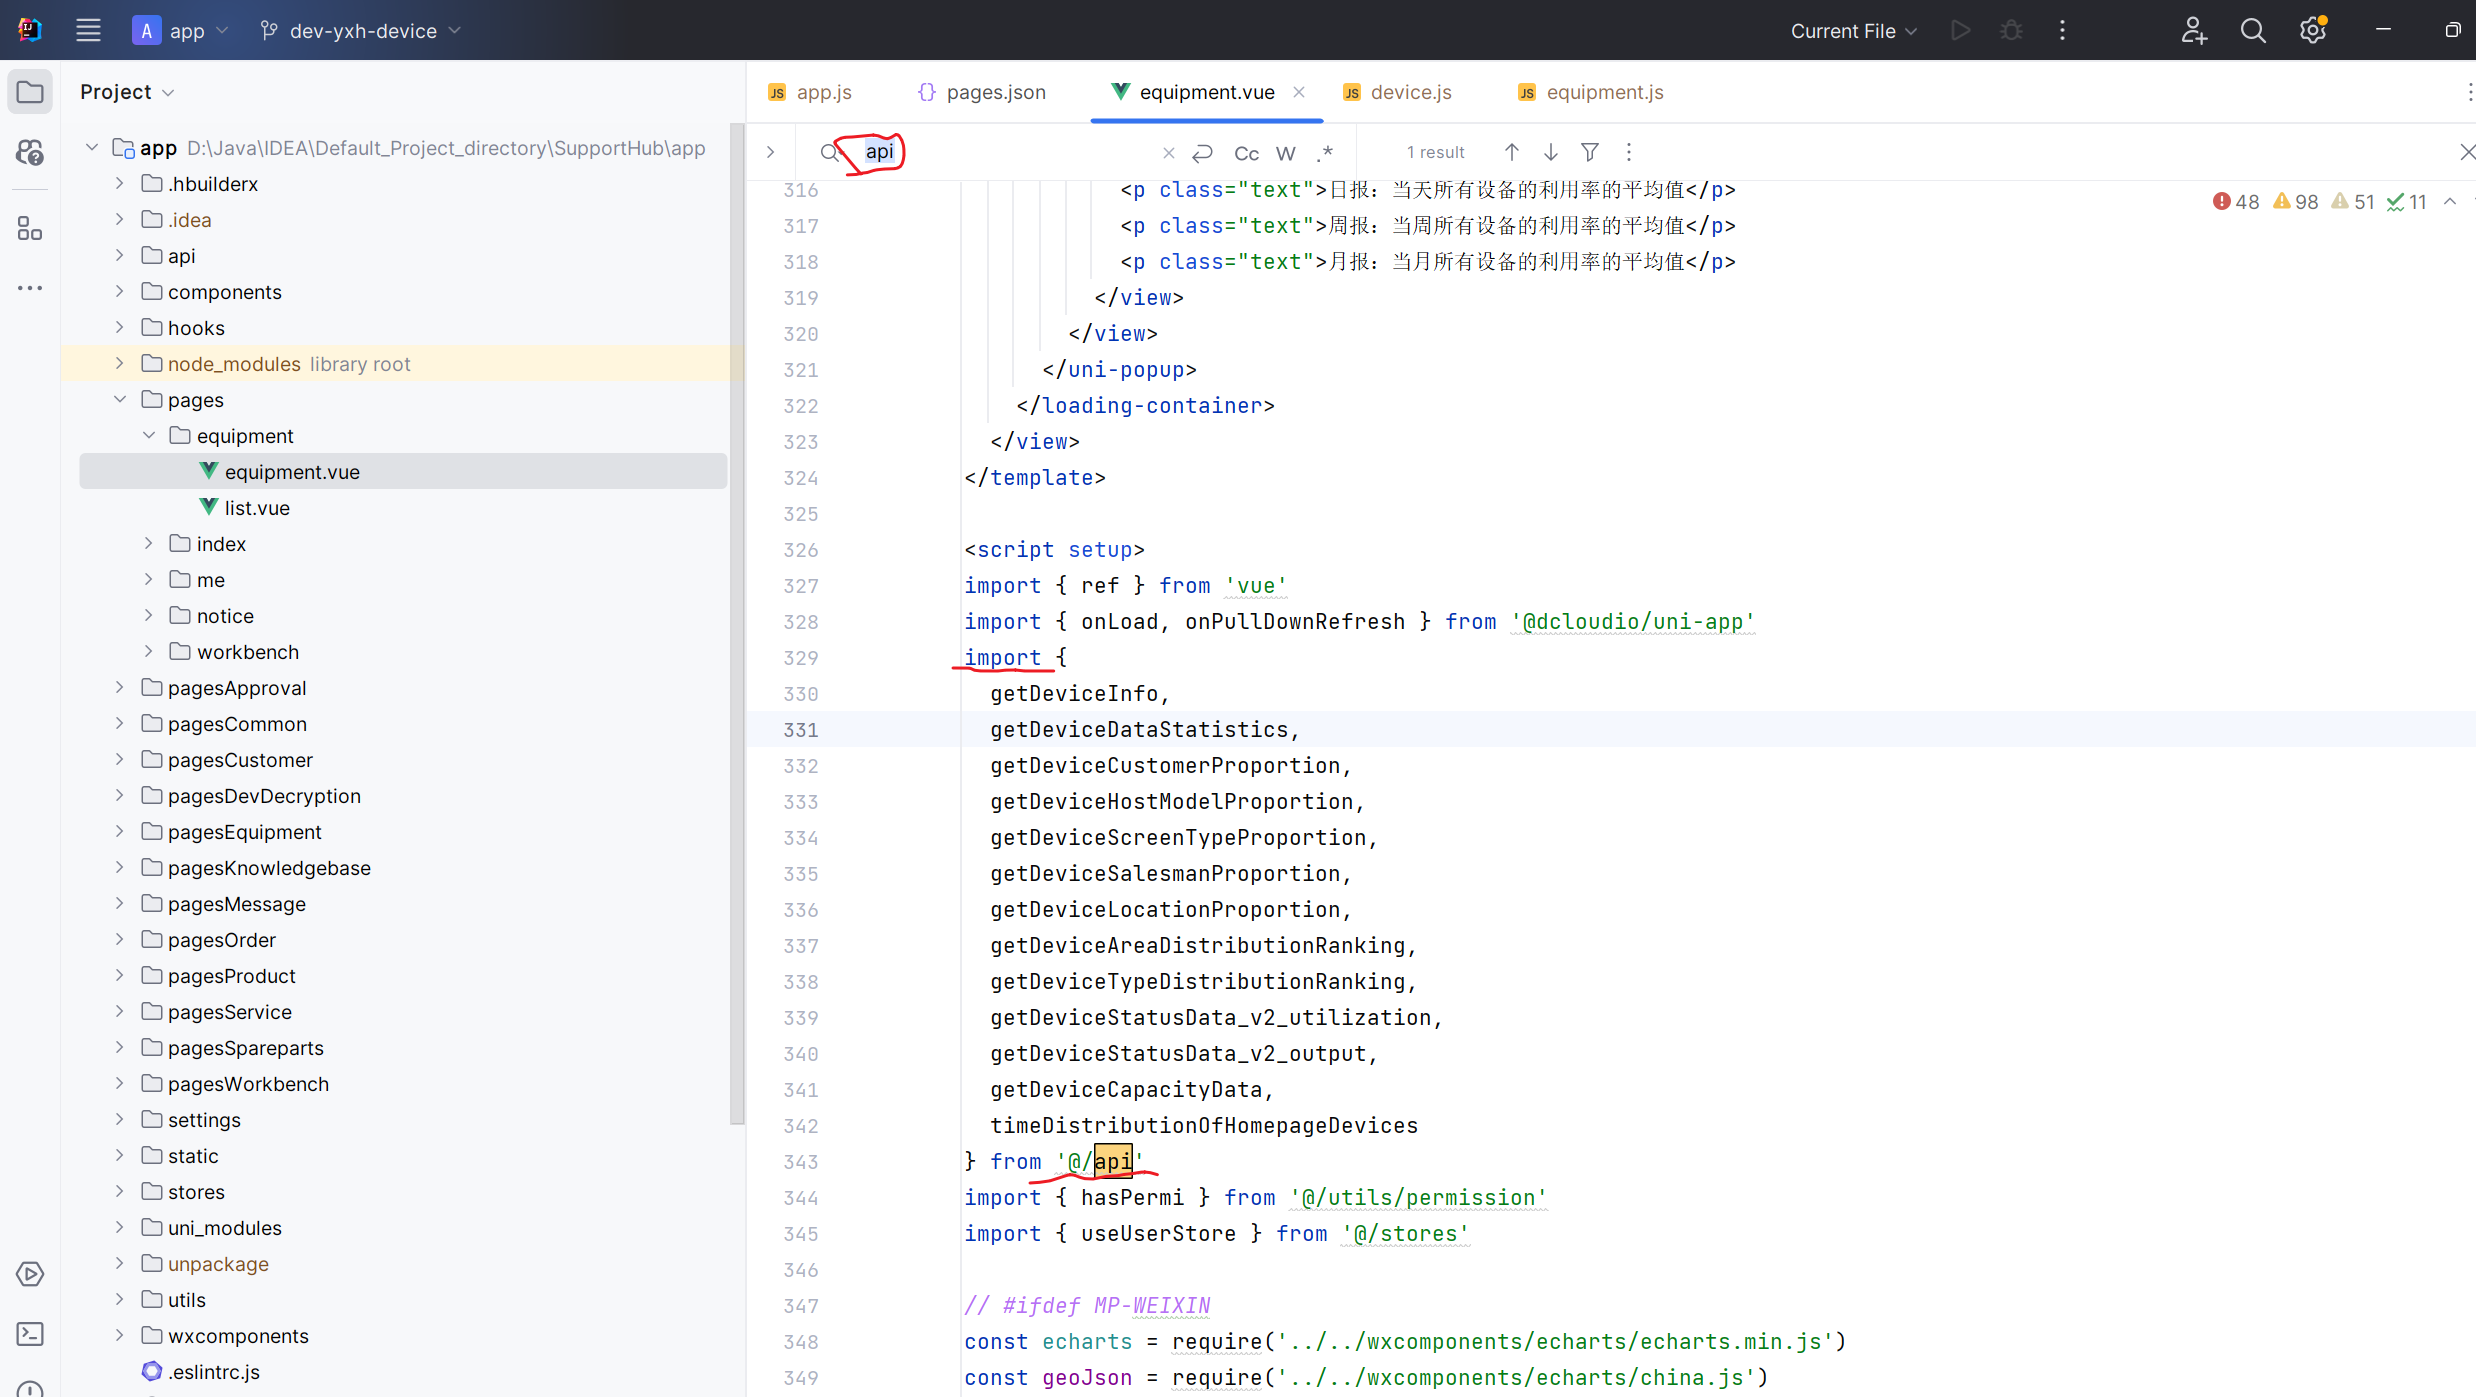 A app dev-yxh-device Current File
Project
app D:\Java\IDEA\Default_Project_directory\SupportHub\app
.hbuilderx
.idea
api
components
hooks
node_modules library root
pages
equipment
equipment.vue
list.vue
index
me
notice
workbench
pagesApproval
pagesCommon
pagesCustomer
pagesDevDecryption
pagesEquipment
pagesKnowledgebase
pagesMessage
pagesOrder
pagesProduct
pagesService
pagesSpareparts
pagesWorkbench
settings
static
stores
uni_modules
unpackage
utils
wxcomponents
.eslintrc.js
app.js pages.json equipment.vue device.js equipment.js
api Cc W .* 1 result
48 98 51 11
316 <p class="text">日报：当天所有设备的利用率的平均值</p>
317 <p class="text">周报：当周所有设备的利用率的平均值</p>
318 <p class="text">月报：当月所有设备的利用率的平均值</p>
319 </view>
320 </view>
321 </uni-popup>
322 </loading-container>
323 </view>
324 </template>
325
326 <script setup>
327 import { ref } from 'vue'
328 import { onLoad, onPullDownRefresh } from '@dcloudio/uni-app'
329 import {
330 getDeviceInfo,
331 getDeviceDataStatistics,
332 getDeviceCustomerProportion,
333 getDeviceHostModelProportion,
334 getDeviceScreenTypeProportion,
335 getDeviceSalesmanProportion,
336 getDeviceLocationProportion,
337 getDeviceAreaDistributionRanking,
338 getDeviceTypeDistributionRanking,
339 getDeviceStatusData_v2_utilization,
340 getDeviceStatusData_v2_output,
341 getDeviceCapacityData,
342 timeDistributionOfHomepageDevices
343 } from '@/api'
344 import { hasPermi } from '@/utils/permission'
345 import { useUserStore } from '@/stores'
346
347 // #ifdef MP-WEIXIN
348 const echarts = require('../../wxcomponents/echarts/echarts.min.js')
349 const geoJson = require('../../wxcomponents/echarts/china.js')